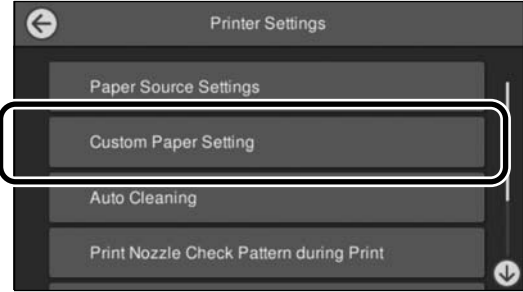 Printer Settings
Paper Source Settings
Custom Paper Setting
Auto Cleaning
Print Nozzle Check Pattern during Print